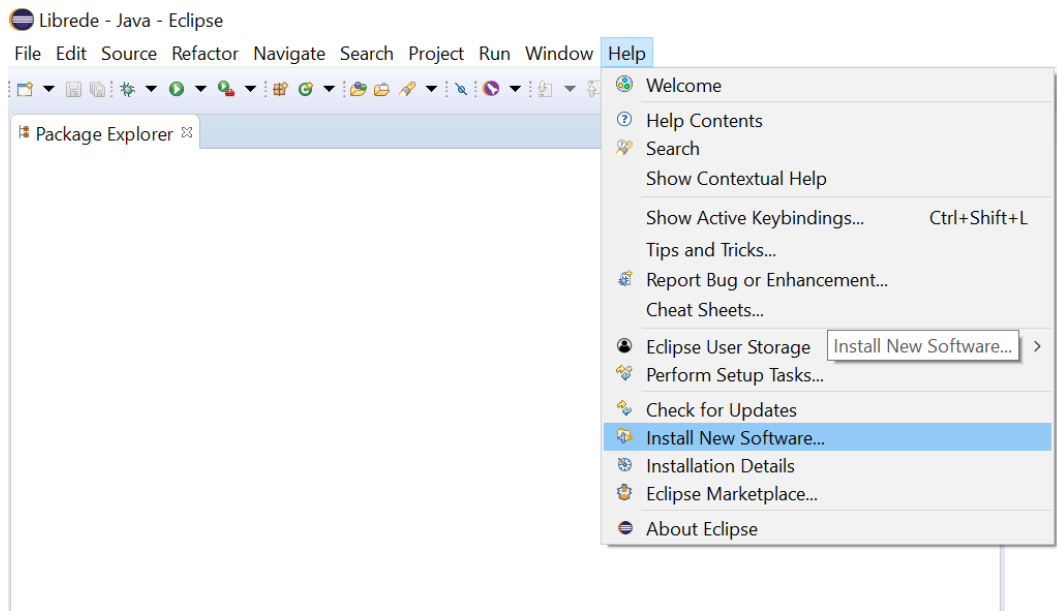 Librede - Java - Eclipse
File Edit Source Refactor Navigate Search Project Run Window Help
Package Explorer
Welcome
Help Contents
Search
Show Contextual Help
Show Active Keybindings... Ctrl+Shift+L
Tips and Tricks...
Report Bug or Enhancement...
Cheat Sheets...
Eclipse User Storage Install New Software...
Perform Setup Tasks...
Check for Updates
Install New Software...
Installation Details
Eclipse Marketplace...
About Eclipse